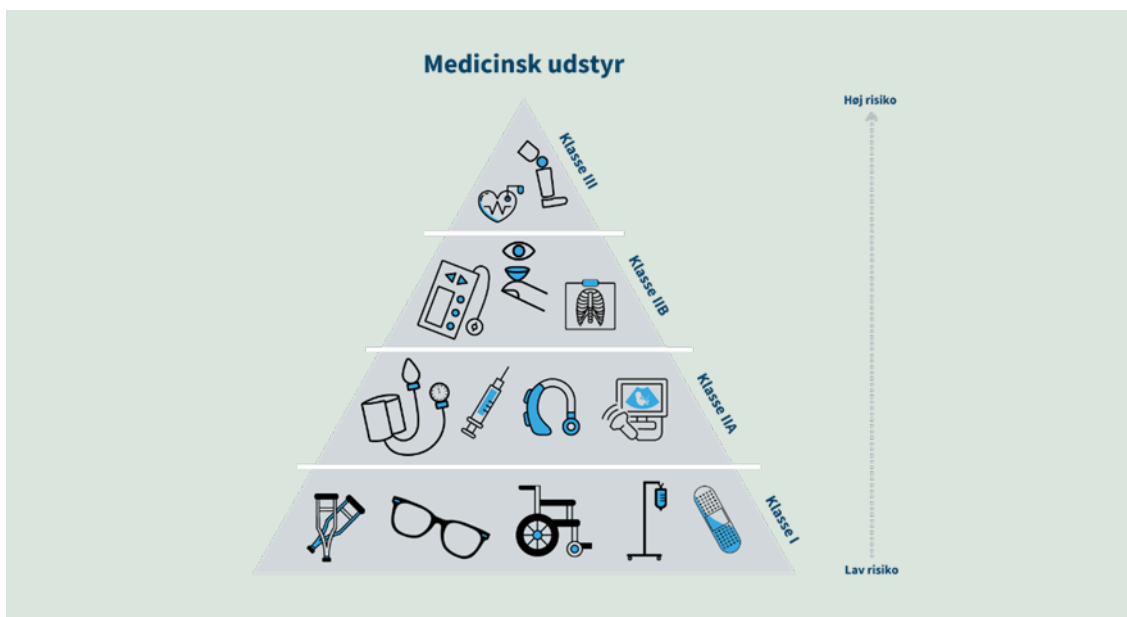 Medicinsk udstyr
Høj risiko
Klasse III
Klasse IIB
Klasse IIA
Klasse I
Lav risiko